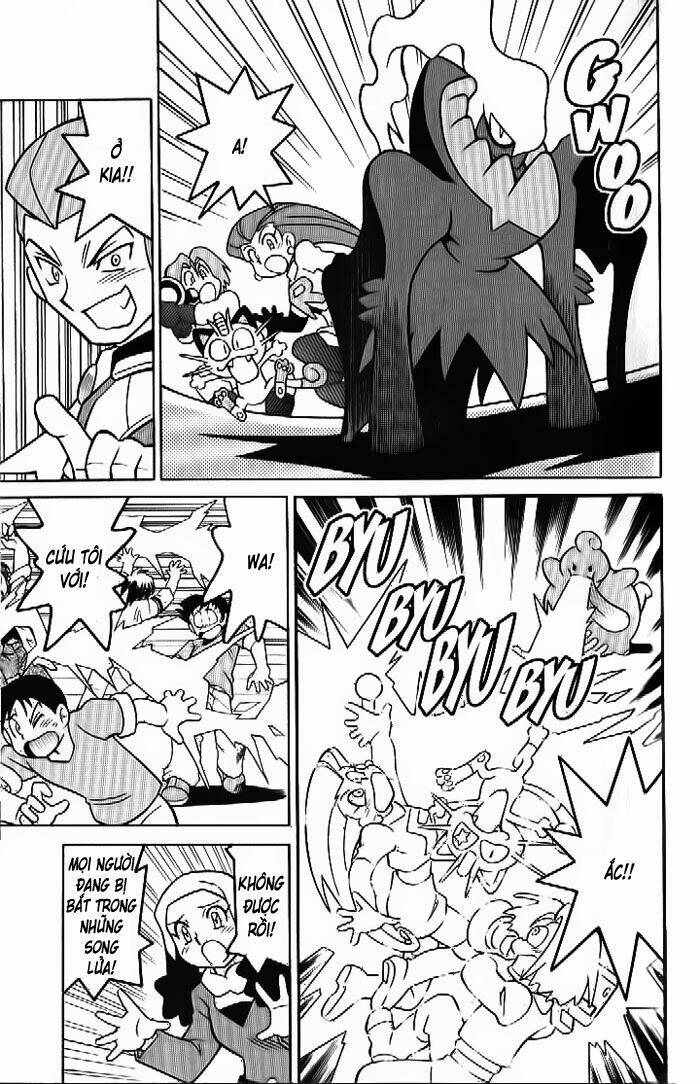 GWOO
A!
Ở
KIA!!
BYU
BYU
BYU
BYU
ẮC!!
WA!
CỨU TÔI
VỚI!
KHÔNG
ĐƯỢC
RỒI!
MỌI NGƯỜI
ĐANG BỊ
BẮT TRONG
NHỮNG
SONG
LỬA!